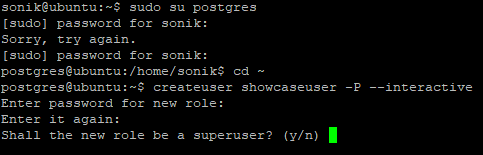 sonik@ubuntu:~$ sudo su postgres
[sudo] password for sonik:
Sorry, try again.
[sudo] password for sonik:
postgres@ubuntu:/home/sonik$ cd ~
postgres@ubuntu:~$ createuser showcaseuser -P --interactive
Enter password for new role:
Enter it again:
Shall the new role be a superuser? (y/n)